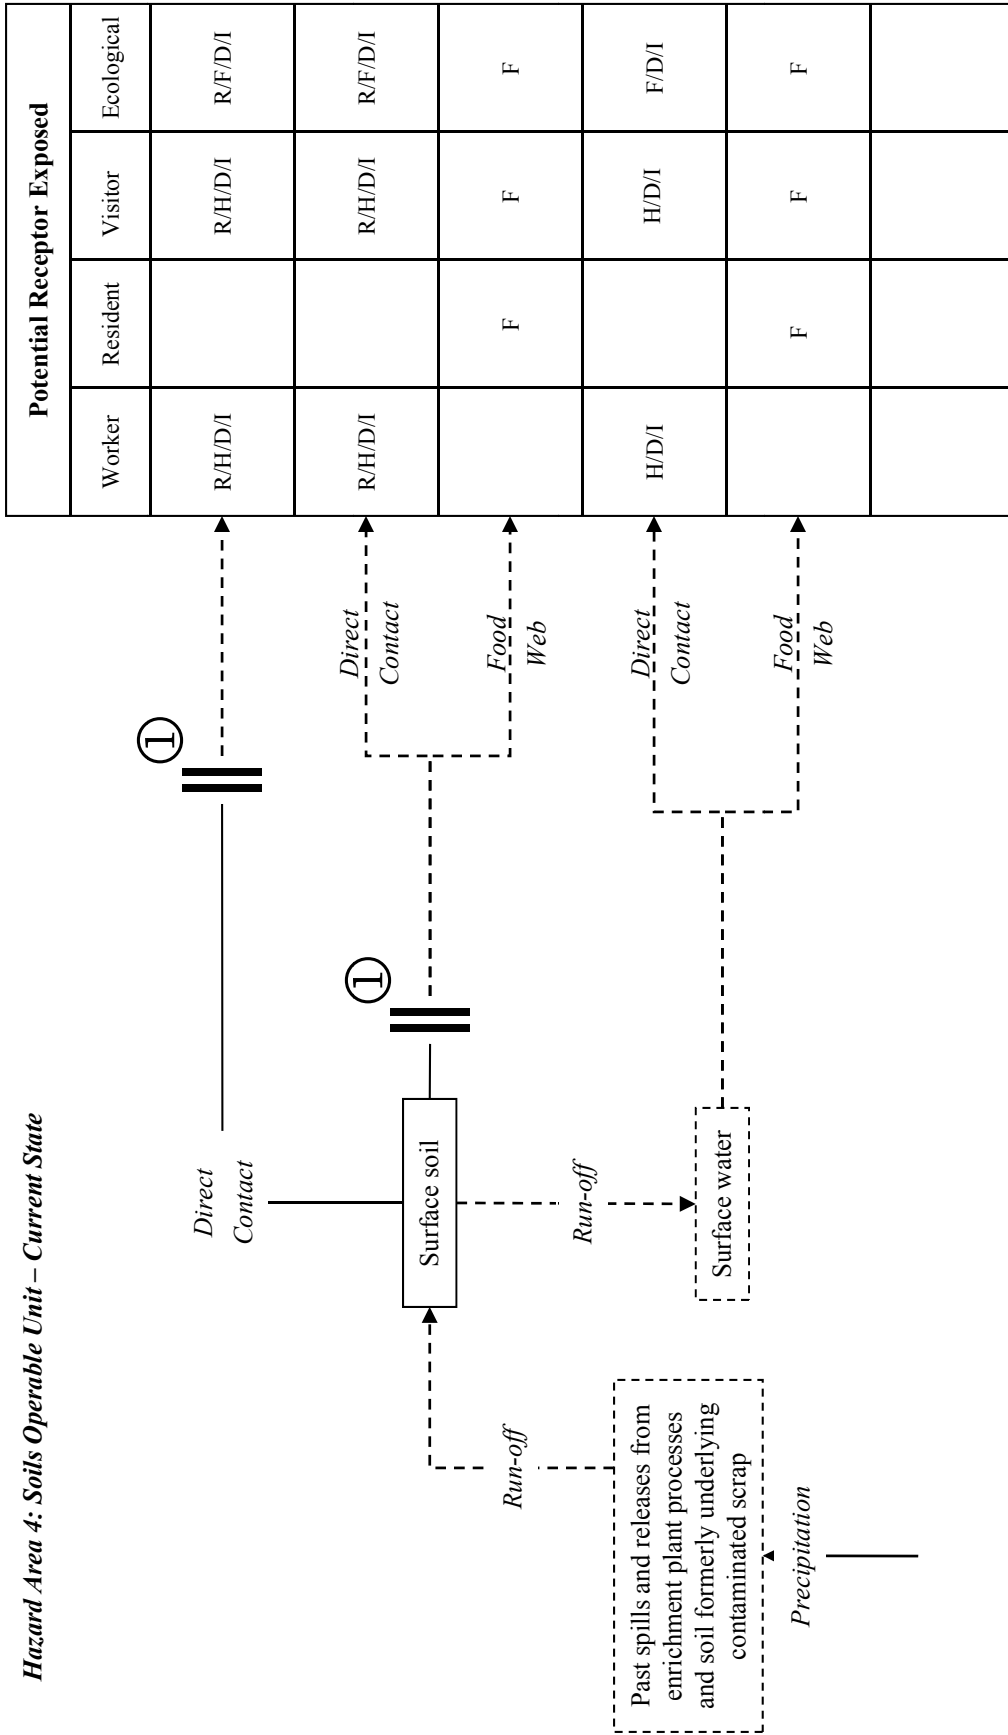 Hazard Area 4: Soils Operable Unit – Current State
Potential Receptor Exposed
Worker
Resident
Visitor
Ecological
Direct
Contact
①
R/H/D/I
R/H/D/I
R/F/D/I
Surface soil
①
Direct
Contact
R/H/D/I
R/H/D/I
R/F/D/I
Food
Web
F
F
F
Run-off
Run-off
Past spills and releases from
enrichment plant processes
and soil formerly underlying
contaminated scrap
Surface water
Direct
Contact
H/D/I
H/D/I
F/D/I
Food
Web
F
F
F
Precipitation